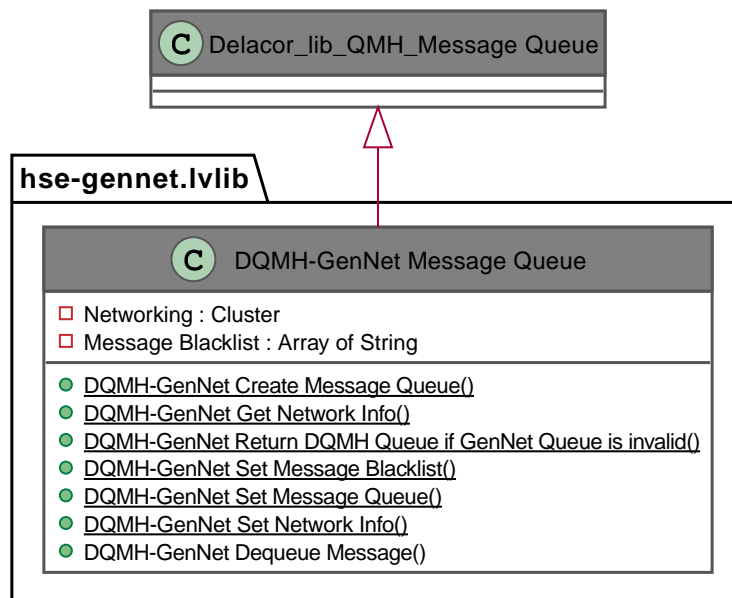 C Delacor_lib_QMH_Message Queue
hse-gennet.lvlib
C DQMH-GenNet Message Queue
Networking : Cluster
Message Blacklist : Array of String
DQMH-GenNet Create Message Queue()
DQMH-GenNet Get Network Info()
DQMH-GenNet Return DQMH Queue if GenNet Queue is invalid()
DQMH-GenNet Set Message Blacklist()
DQMH-GenNet Set Message Queue()
DQMH-GenNet Set Network Info()
DQMH-GenNet Dequeue Message()